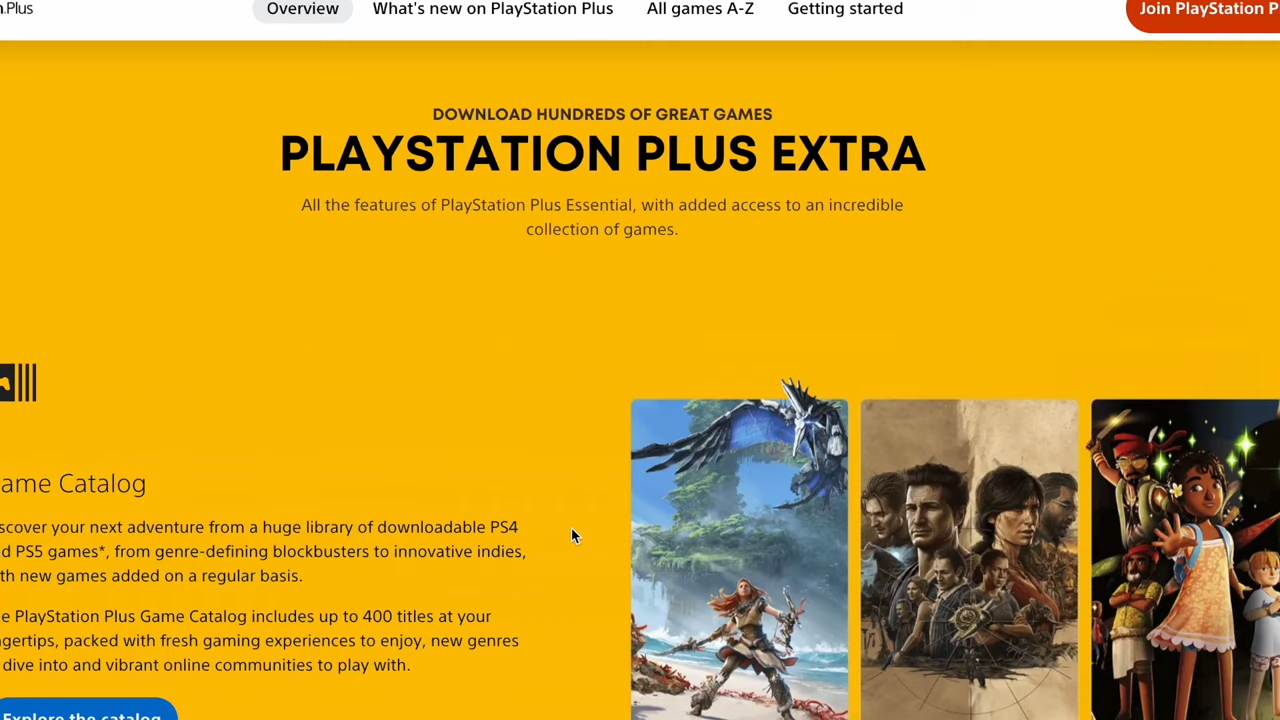 .Plus
Overview
What's new on PlayStation Plus
All games A-Z
Getting started
Join PlayStation P
DOWNLOAD HUNDREDS OF GREAT GAMES
PLAYSTATION PLUS EXTRA
All the features of PlayStation Plus Essential, with added access to an incredible
collection of games.
ame Catalog
scover your next adventure from a huge library of downloadable PS4
d PS5 games*, from genre-defining blockbusters to innovative indies,
th new games added on a regular basis.
e PlayStation Plus Game Catalog includes up to 400 titles at your
ngertips, packed with fresh gaming experiences to enjoy, new genres
dive into and vibrant online communities to play with.
Explore the catalog